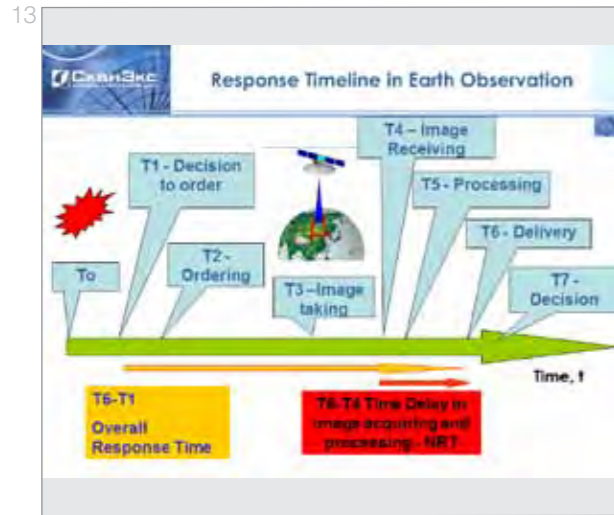 13
СканЭкс
Response Timeline in Earth Observation
T4 – Image
Receiving
T1 - Decision
to order
T5 - Processing
T6 - Delivery
To
T2 -
Ordering
T3 –Image
taking
T7 -
Decision
Time, t
T6-T1
Overall
Response Time
T6-T4 Time Delay in
image acquiring and
processing - NRT